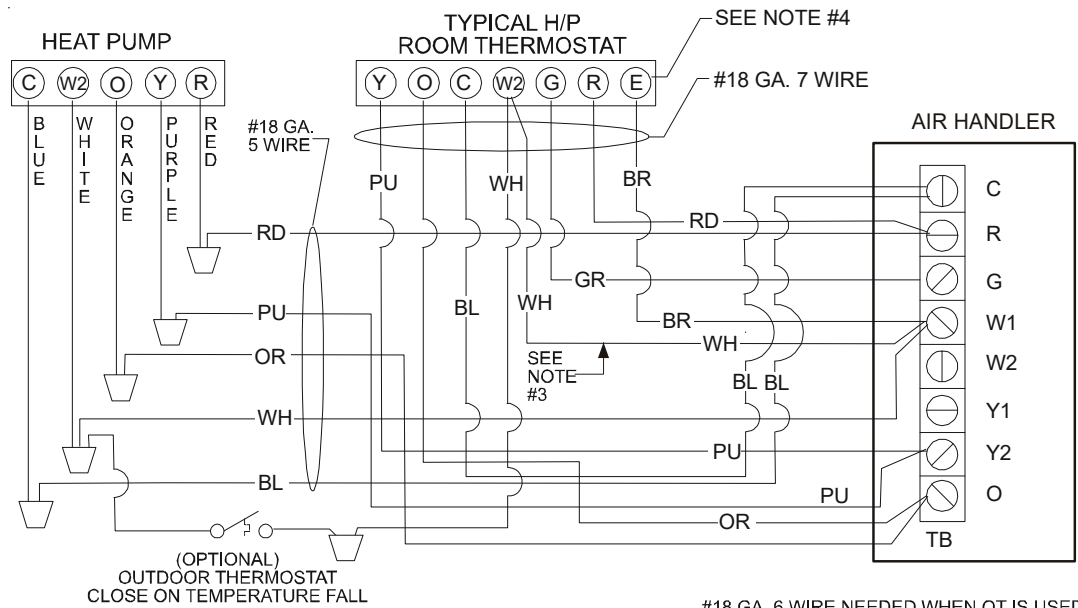 TYPICAL H/P
ROOM THERMOSTAT
SEE NOTE #4
HEAT PUMP
C W2 O Y R
Y O C W2 G R E
#18 GA. 7 WIRE
BLUE
WHITE
ORANGE
PURPLE
RED
#18 GA.
5 WIRE
AIR HANDLER
PU
WH
BR
C
RD
RD
R
GR
G
PU
BL
WH
BR
W1
OR
WH
SEE
NOTE
#3
W2
BL BL
Y1
WH
PU
Y2
BL
PU
O
OR
TB
(OPTIONAL)
OUTDOOR THERMOSTAT
CLOSE ON TEMPERATURE FALL
#18 GA. 6 WIRE NEEDED WHEN OT IS USED